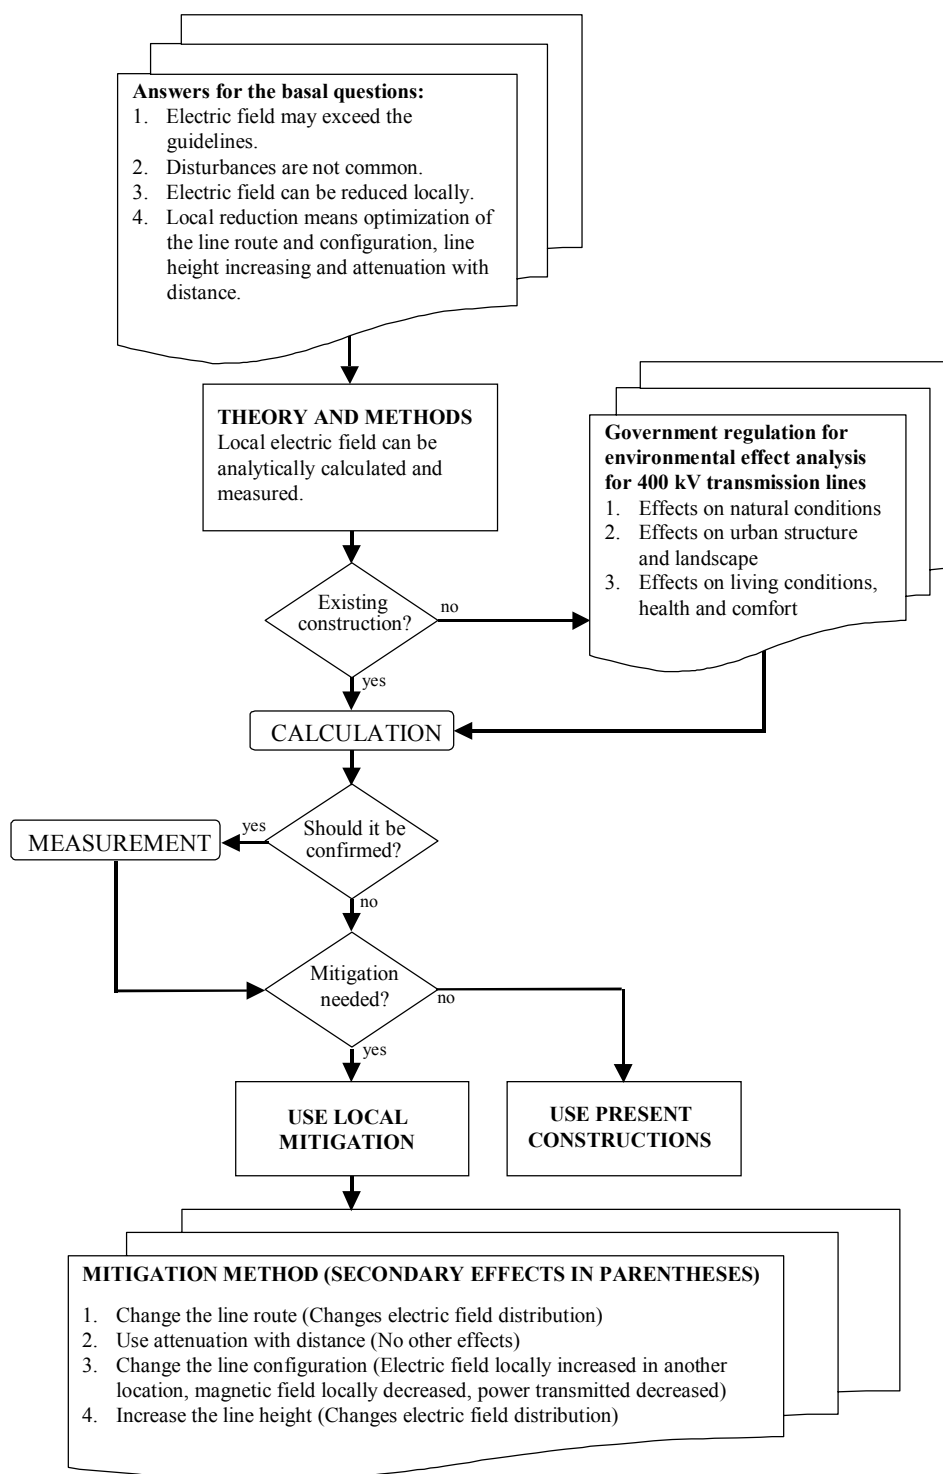 Answers for the basal questions:
1. Electric field may exceed the
guidelines.
2. Disturbances are not common.
3. Electric field can be reduced locally.
4. Local reduction means optimization of
the line route and configuration, line
height increasing and attenuation with
distance.
THEORY AND METHODS
Local electric field can be
analytically calculated and
measured.
Government regulation for
environmental effect analysis
for 400 kV transmission lines
1. Effects on natural conditions
2. Effects on urban structure
and landscape
3. Effects on living conditions,
health and comfort
Existing
construction?
no
yes
CALCULATION
Should it be
confirmed?
yes
MEASUREMENT
no
Mitigation
needed?
no
yes
USE LOCAL
MITIGATION
USE PRESENT
CONSTRUCTIONS
MITIGATION METHOD (SECONDARY EFFECTS IN PARENTHESES)
1. Change the line route (Changes electric field distribution)
2. Use attenuation with distance (No other effects)
3. Change the line configuration (Electric field locally increased in another
location, magnetic field locally decreased, power transmitted decreased)
4. Increase the line height (Changes electric field distribution)